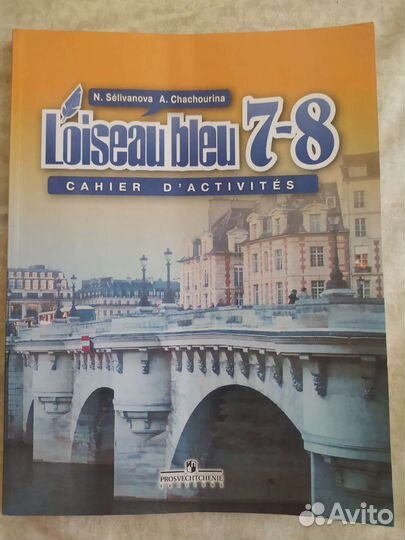 N. Sélivanova A. Chachourina
L'oiseau bleu 7-8
CAHIER D'ACTIVITÉS
PROSVECHTCHENIE
Avito